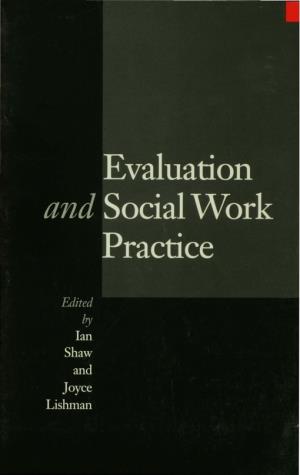 Evaluation
and Social Work
Practice
Edited
by
Ian
Shaw
and
Joyce
Lishman